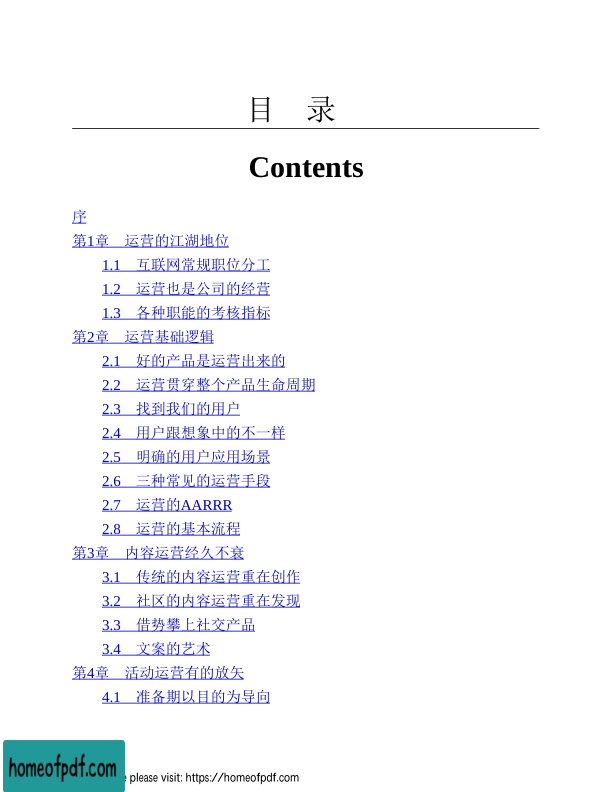 目 录
Contents
序
第1章 运营的江湖地位
1.1 互联网常规职位分工
1.2 运营也是公司的经营
1.3 各种职能的考核指标
第2章 运营基础逻辑
2.1 好的产品是运营出来的
2.2 运营贯穿整个产品生命周期
2.3 找到我们的用户
2.4 用户跟想象中的不一样
2.5 明确的用户应用场景
2.6 三种常见的运营手段
2.7 运营的AARRR
2.8 运营的基本流程
第3章 内容运营经久不衰
3.1 传统的内容运营重在创作
3.2 社区的内容运营重在发现
3.3 借势攀上社交产品
3.4 文案的艺术
第4章 活动运营有的放矢
4.1 准备期以目的为导向
homeofpdf.com
please visit: https://homeofpdf.com